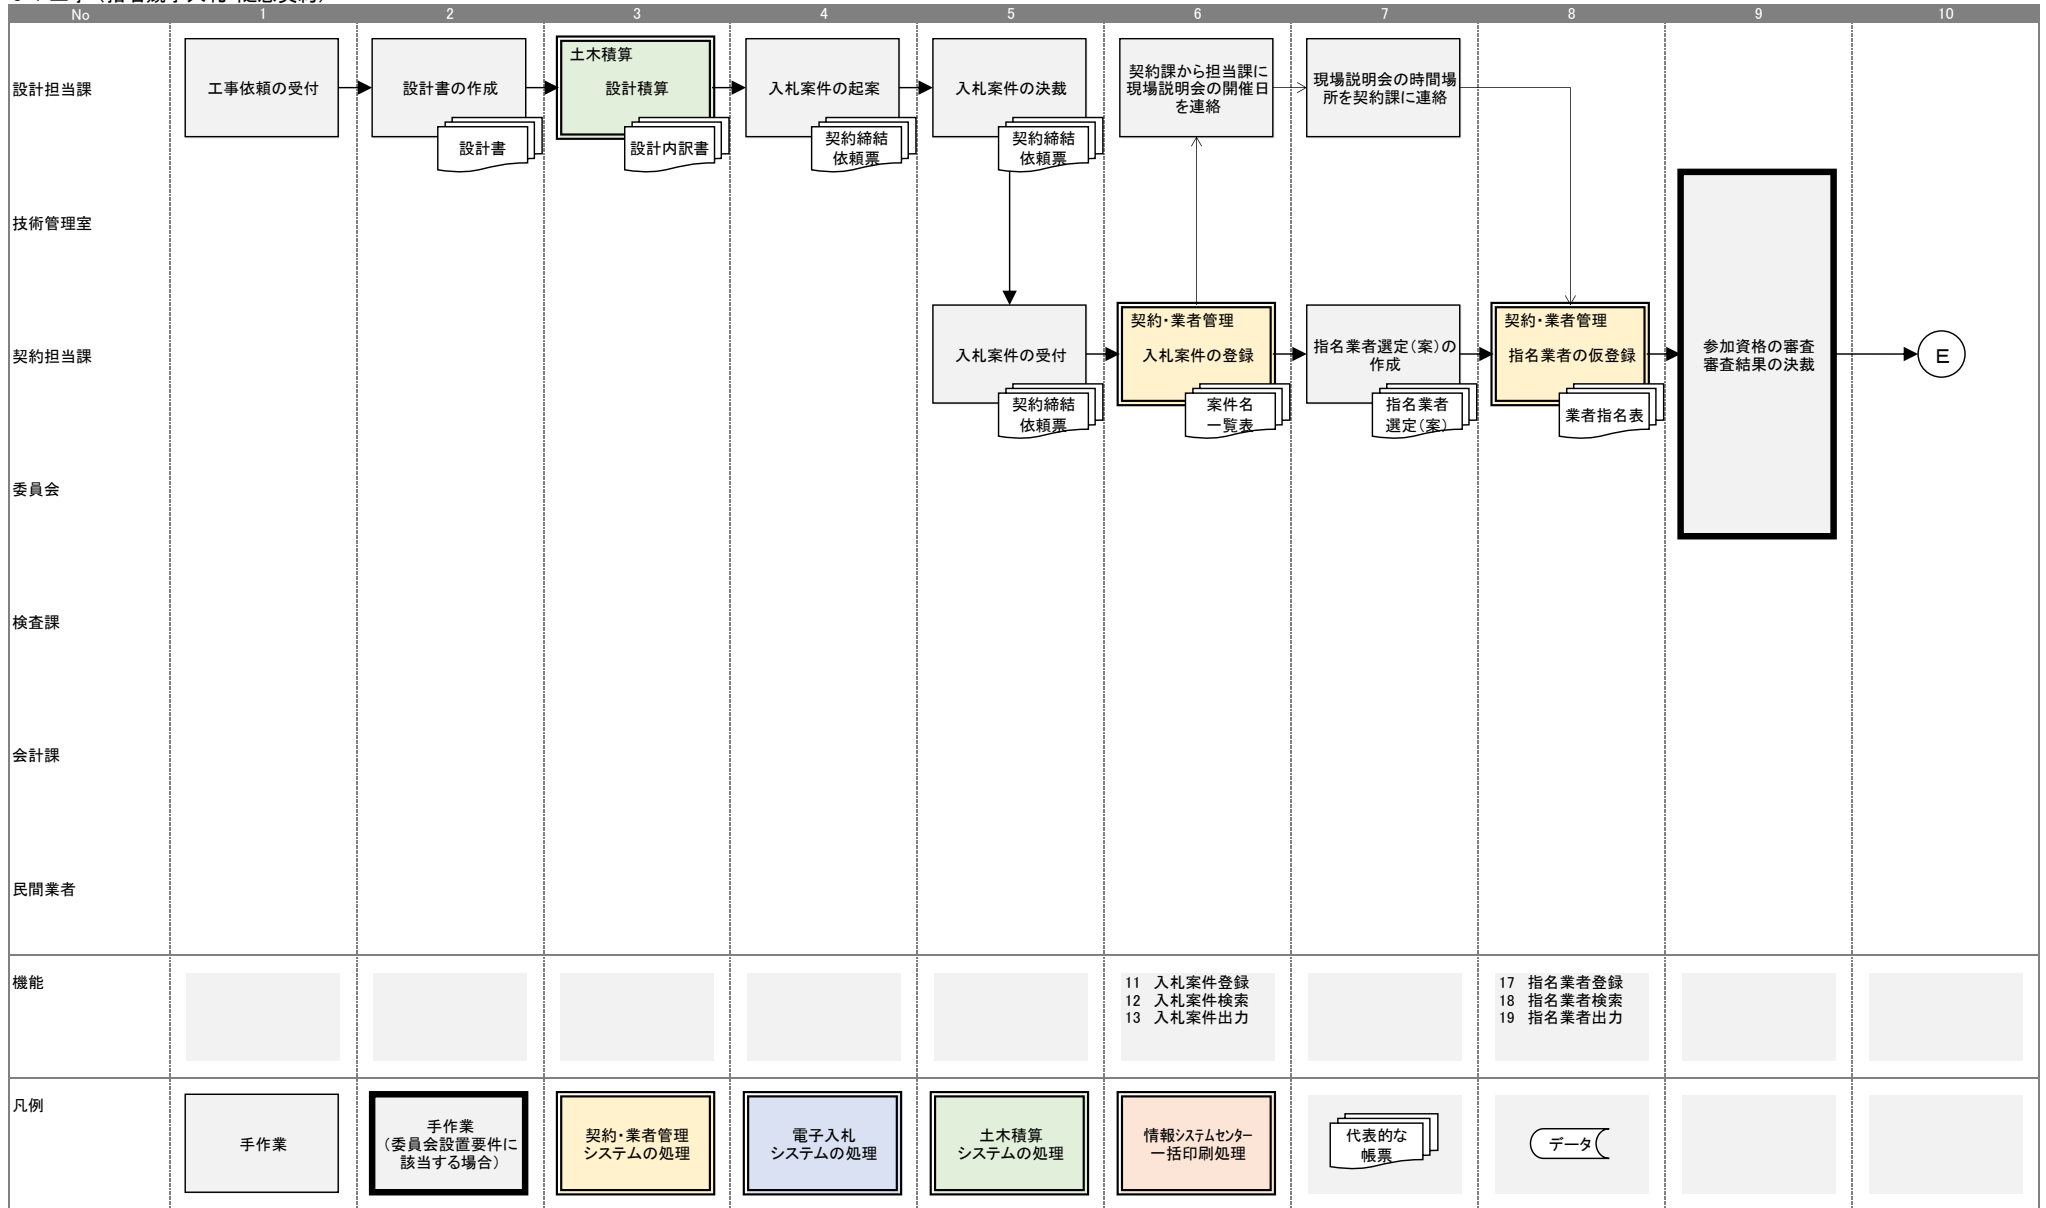 No 1 2 3 4 5 6 7 8 9 10
設計担当課
工事依頼の受付
設計書の作成
設計書
土木積算
設計積算
設計内訳書
入札案件の起案
契約締結
依頼票
入札案件の決裁
契約締結
依頼票
契約課から担当課に
現場説明会の開催日
を連絡
現場説明会の時間場
所を契約課に連絡
技術管理室
契約担当課
入札案件の受付
契約締結
依頼票
契約・業者管理
入札案件の登録
案件名
一覧表
指名業者選定(案)の
作成
指名業者
選定(案)
契約・業者管理
指名業者の仮登録
業者指名表
参加資格の審査
審査結果の決裁
E
委員会
検査課
会計課
民間業者
機能
11 入札案件登録
12 入札案件検索
13 入札案件出力
17 指名業者登録
18 指名業者検索
19 指名業者出力
凡例
手作業
手作業
(委員会設置要件に
該当する場合)
契約・業者管理
システムの処理
電子入札
システムの処理
土木積算
システムの処理
情報システムセンター
一括印刷処理
代表的な
帳票
データ